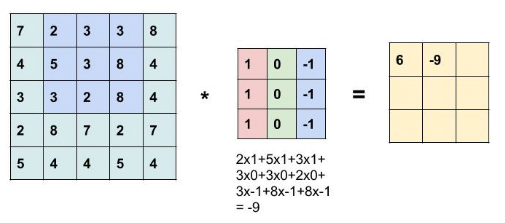 7 2 3 3 8
4 5 3 8 4
3 3 2 8 4
2 8 7 2 7
5 4 4 5 4
*
1 0 -1
1 0 -1
1 0 -1
=
6 -9
2x1+5x1+3x1+
3x0+3x0+2x0+
3x-1+8x-1+8x-1
= -9